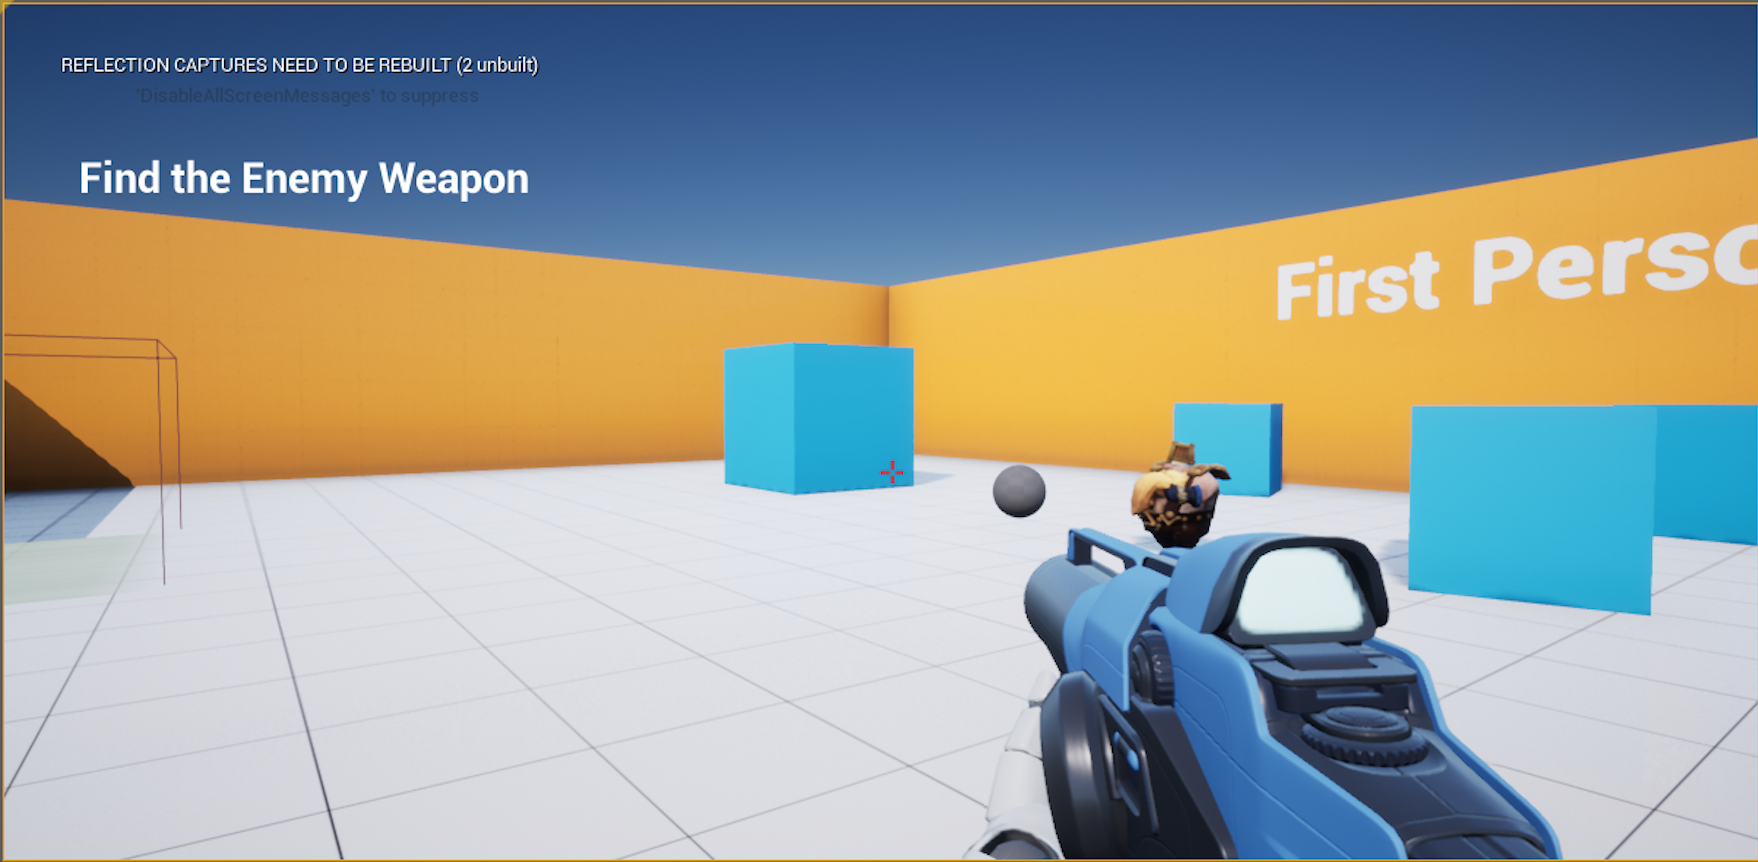 REFLECTION CAPTURES NEED TO BE REBUILT (2 unbuilt)
'DisableAllScreenMessages' to suppress
Find the Enemy Weapon
First Perso